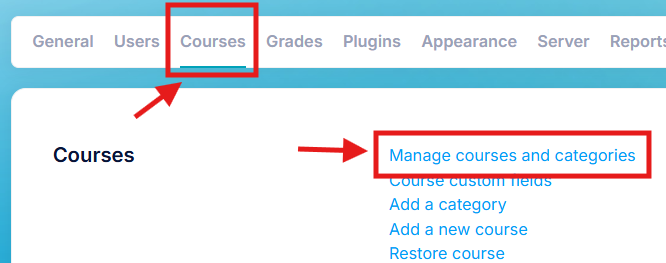 General Users Courses Grades Plugins Appearance Server Reports
Courses
Manage courses and categories
Course custom fields
Add a category
Add a new course
Restore course